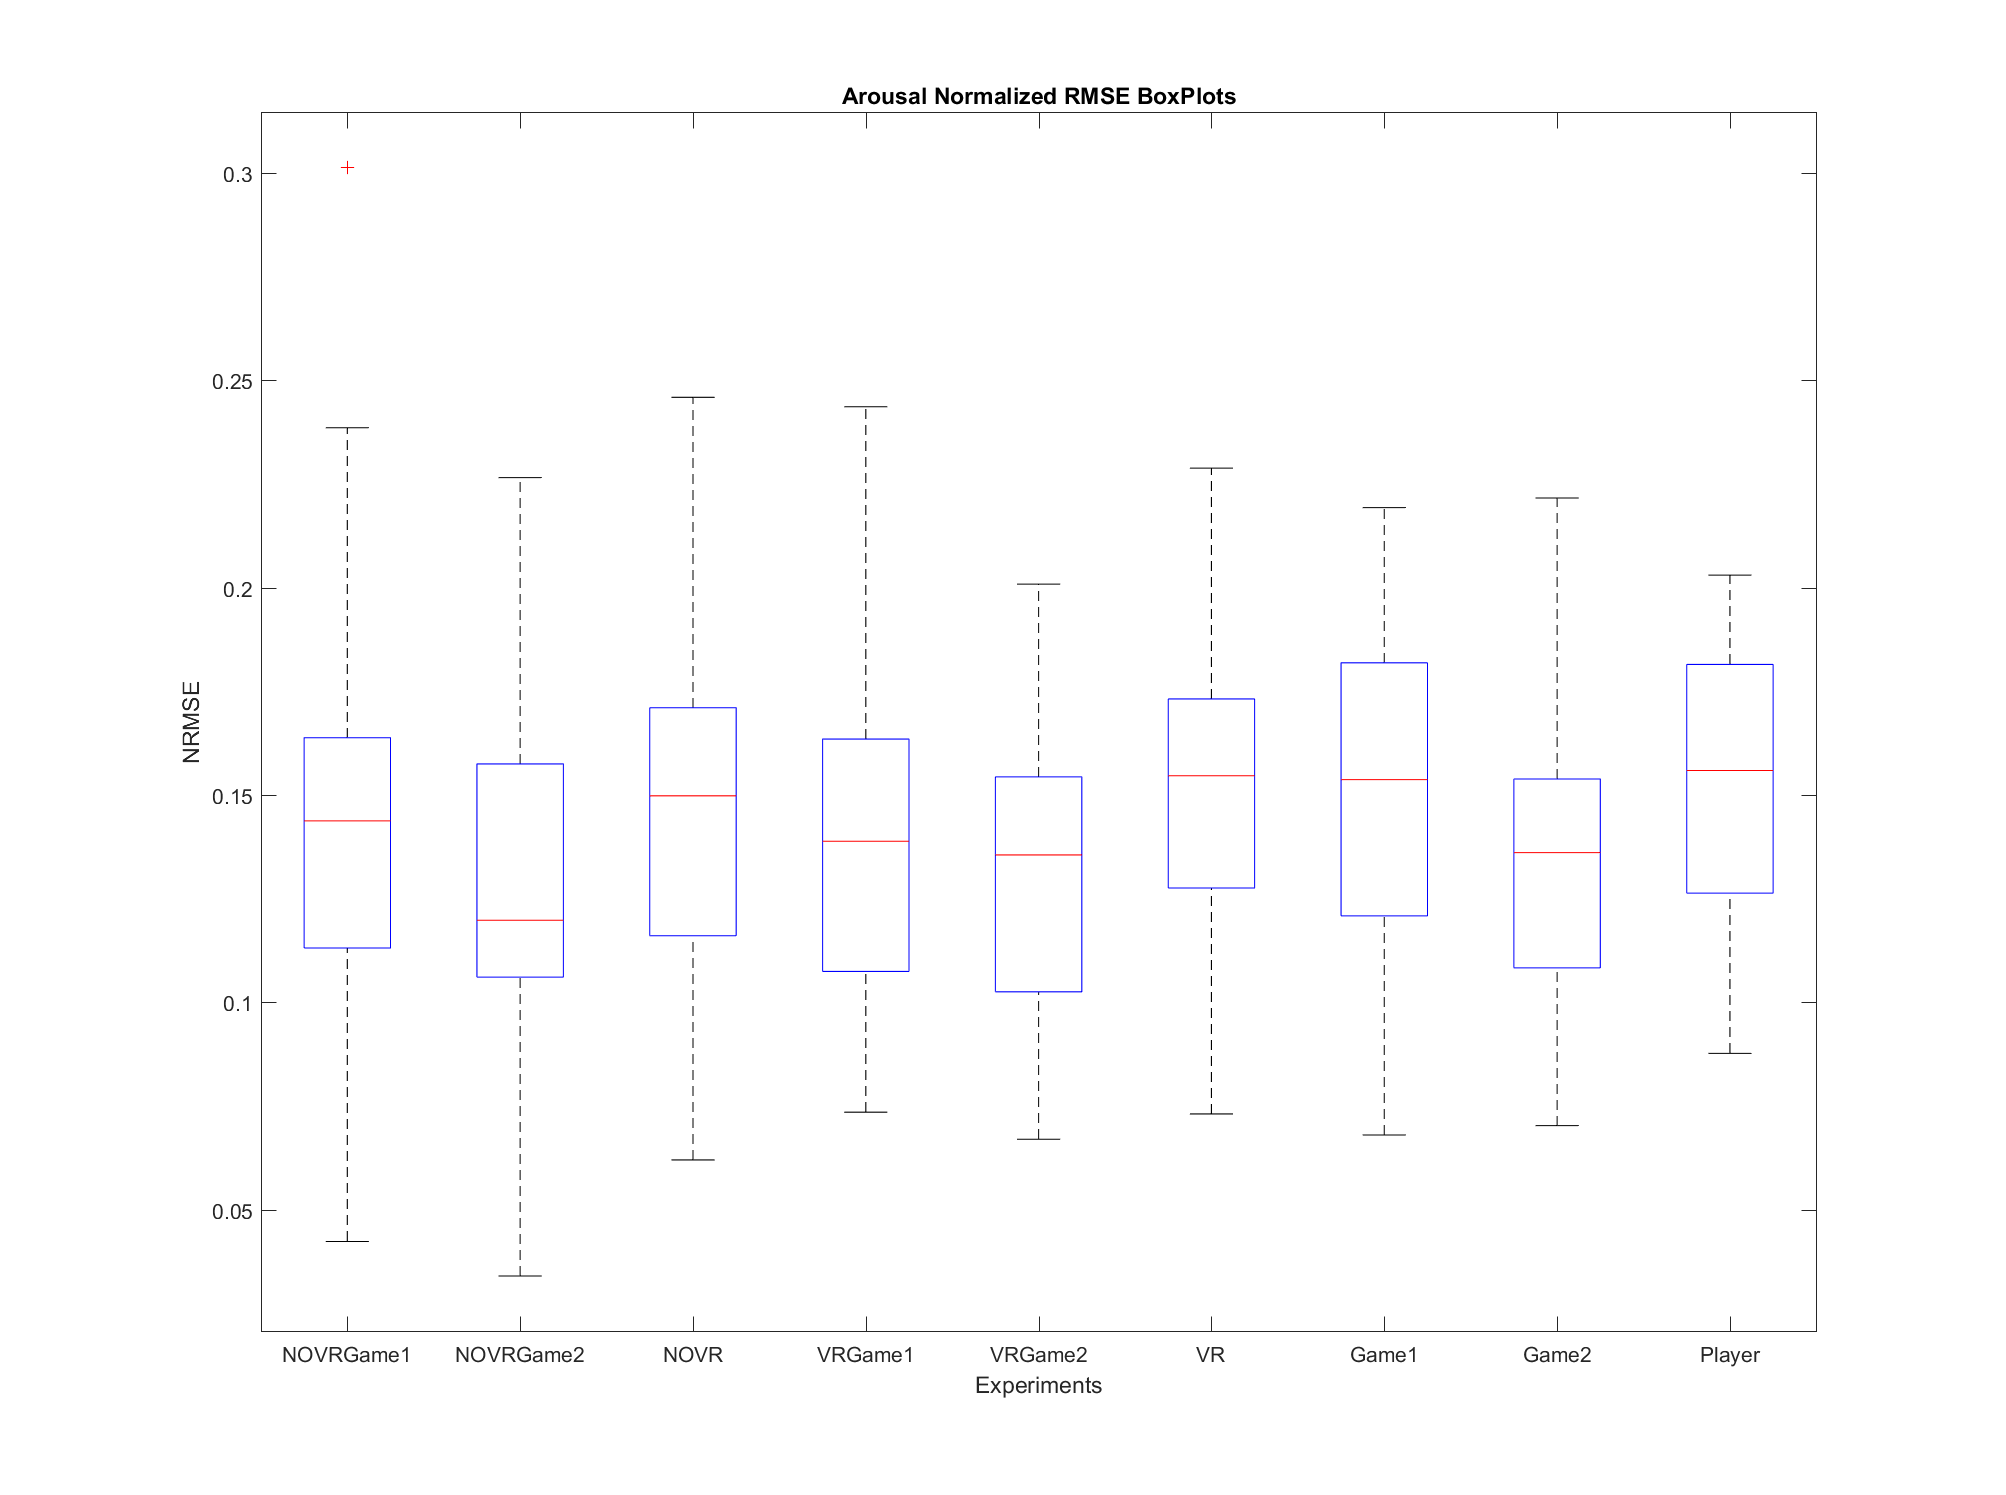 Arousal Normalized RMSE BoxPlots
0.3
0.25
0.2
0.15
0.1
0.05
NRMSE
NOVRGame1 NOVRGame2 NOVR VRGame1 VRGame2 VR Game1 Game2 Player
Experiments